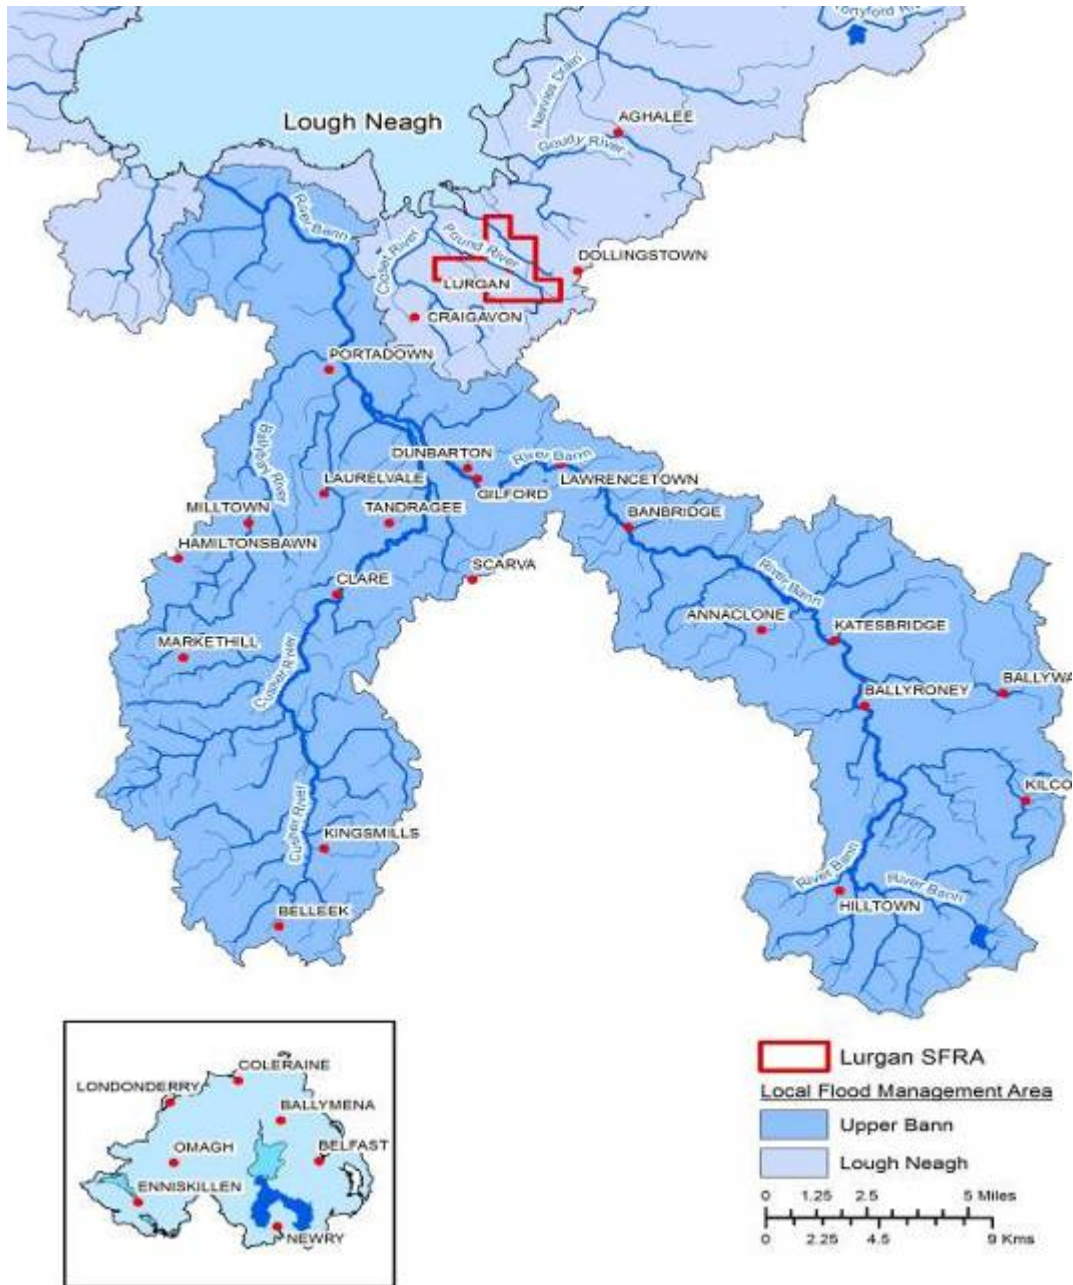 Lough Neagh
Nannies Drain
AGHALEE
Goudy River
River Bann
Closet River
Pound River
DOLLINGSTOWN
LURGAN
CRAIGAVON
PORTADOWN
DUNBARTON
River Bann
LAWRENCETOWN
GILFORD
LAURELVALE
River
MILLTOWN
TANDRAGEE
BANBRIDGE
HAMILTONSBAWN
SCARVA
CLARE
River Bann
ANNACLONE
KATESBRIDGE
MARKETHILL
Cusher River
BALLYWA
BALLYRONEY
KILCO
Cusher River
KINGSMILLS
River Bann
River Bann
HILLTOWN
BELLEEK
COLERAINE
LONDONDERRY
BALLYMENA
OMAGH
BELFAST
ENNISKILLEN
NEWRY
Lurgan SFRA
Local Flood Management Area
Upper Bann
Lough Neagh
0 1.25 2.5 5 Miles
0 2.25 4.5 9 Kms